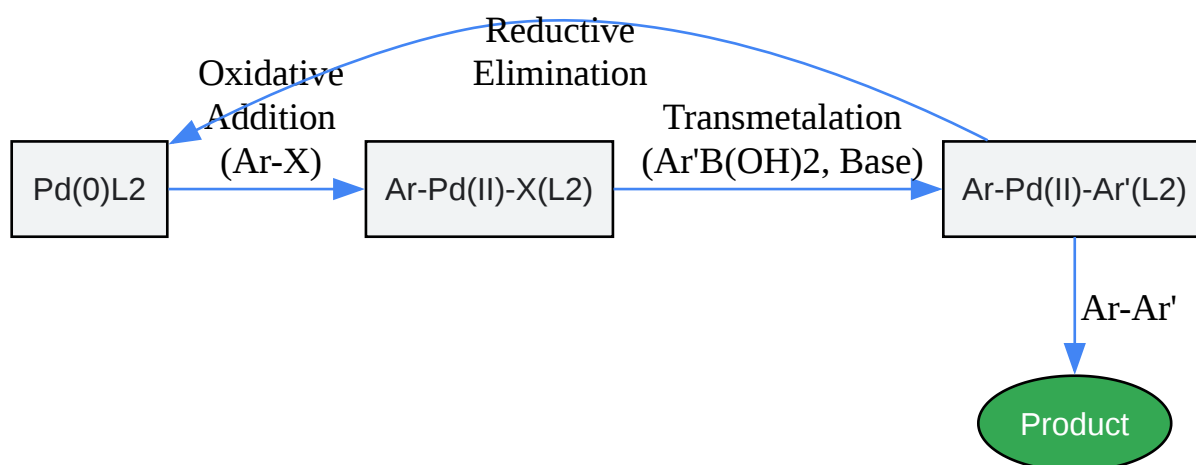 Reductive
Elimination
Oxidative
Addition
(Ar-X)
Transmetalation
(Ar'B(OH)2, Base)
Pd(0)L2
Ar-Pd(II)-X(L2)
Ar-Pd(II)-Ar'(L2)
Ar-Ar'
Product